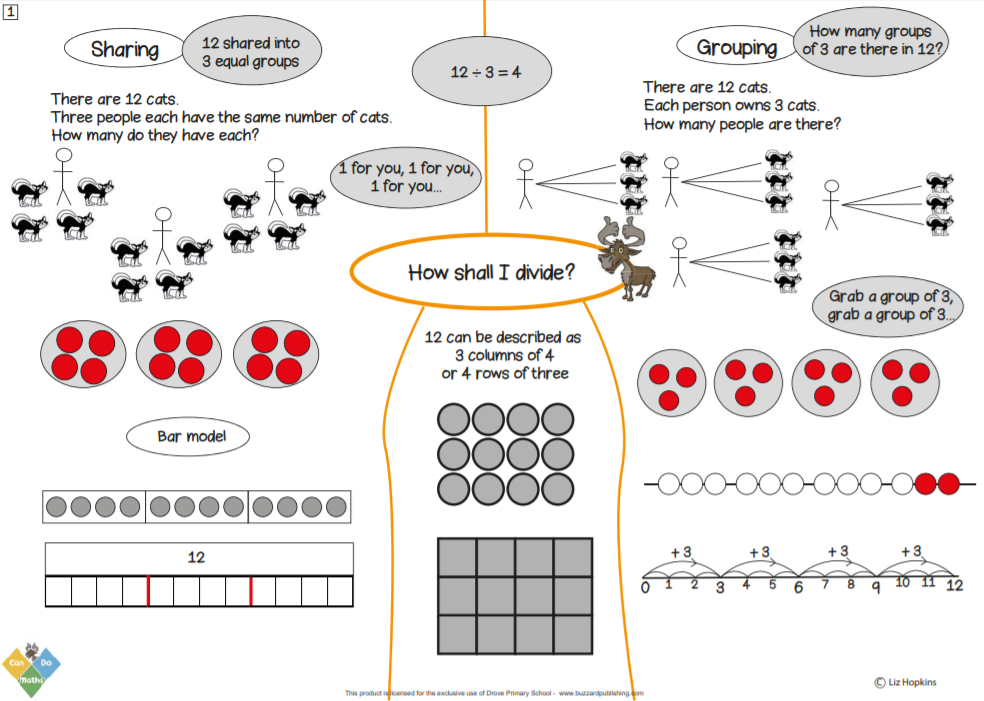 1
Sharing
12 shared into
3 equal groups
There are 12 cats.
Three people each have the same number of cats.
How many do they have each?
1 for you, 1 for you,
1 for you...
Bar model
12
12 ÷ 3 = 4
How shall I divide?
12 can be described as
3 columns of 4
or 4 rows of three
Grouping
How many groups
of 3 are there in 12?
There are 12 cats.
Each person owns 3 cats.
How many people are there?
Grab a group of 3,
grab a group of 3...
+3 +3 +3 +3
0 1 2 3 4 5 6 7 8 9 10 11 12
Can Do
Maths
This product is licensed for the exclusive use of Drove Primary School - www.buzzardpublishing.com
© Liz Hopkins